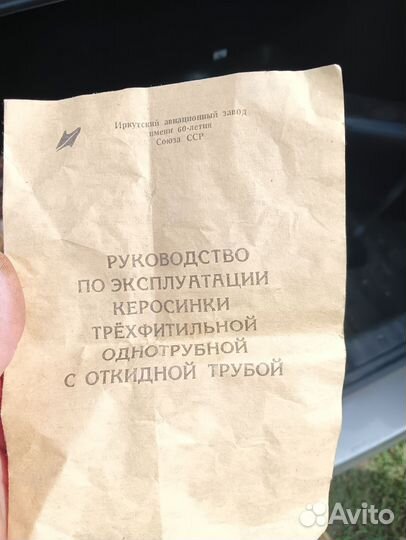 Иркутский авиационный завод
имени 60-летия
Союза ССР
РУКОВОДСТВО
ПО ЭКСПЛУАТАЦИИ
КЕРОСИНКИ
ТРЁХФИТИЛЬНОЙ
ОДНОТРУБНОЙ
С ОТКИДНОЙ ТРУБОЙ
Avito